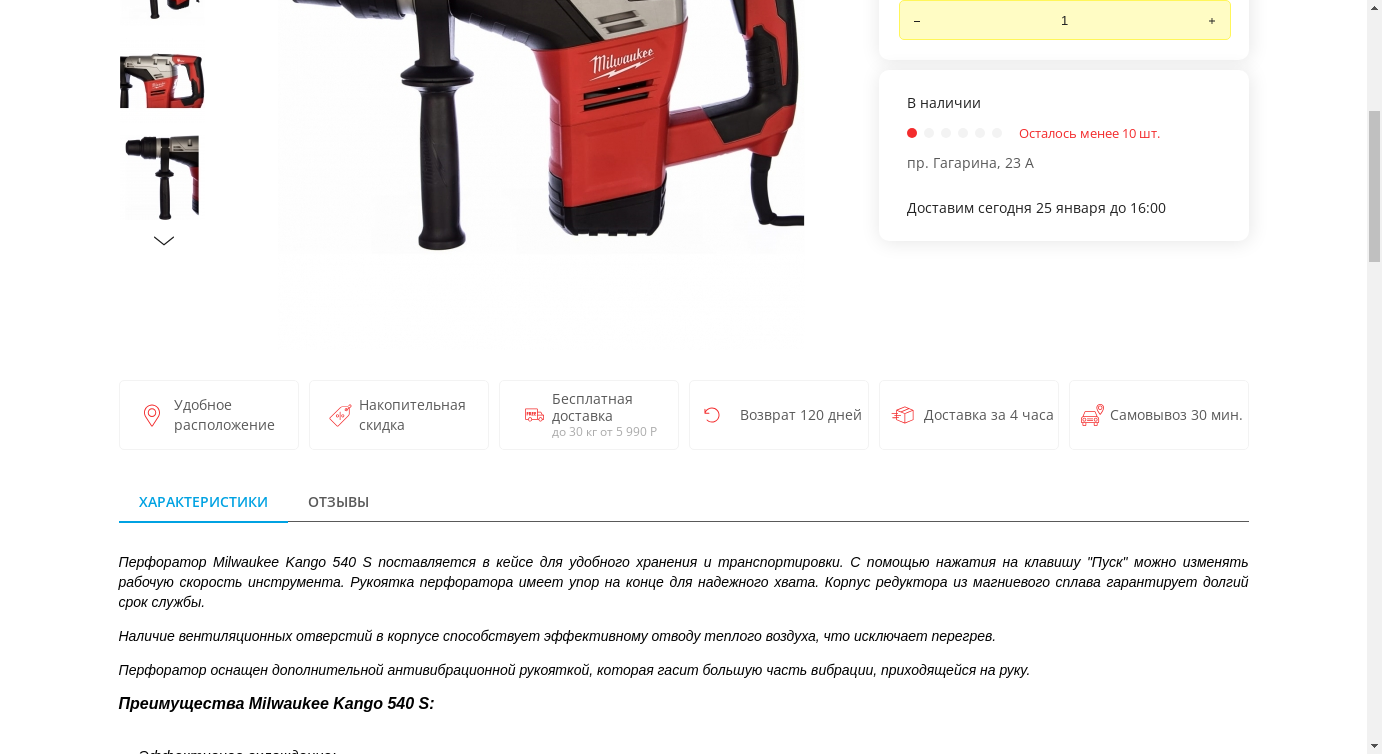 –
1
+
Milwaukee
В наличии
Осталось менее 10 шт.
пр. Гагарина, 23 А
Доставим сегодня 25 января до 16:00
Удобное
расположение
Накопительная
скидка
Бесплатная
доставка
до 30 кг от 5 990 Р
Возврат 120 дней
Доставка за 4 часа
Самовывоз 30 мин.
ХАРАКТЕРИСТИКИ
ОТЗЫВЫ
Перфоратор Milwaukee Kango 540 S поставляется в кейсе для удобного хранения и транспортировки. С помощью нажатия на клавишу "Пуск" можно изменять
рабочую скорость инструмента. Рукоятка перфоратора имеет упор на конце для надежного хвата. Корпус редуктора из магниевого сплава гарантирует долгий
срок службы.
Наличие вентиляционных отверстий в корпусе способствует эффективному отводу теплого воздуха, что исключает перегрев.
Перфоратор оснащен дополнительной антивибрационной рукояткой, которая гасит большую часть вибрации, приходящейся на руку.
Преимущества Milwaukee Kango 540 S: